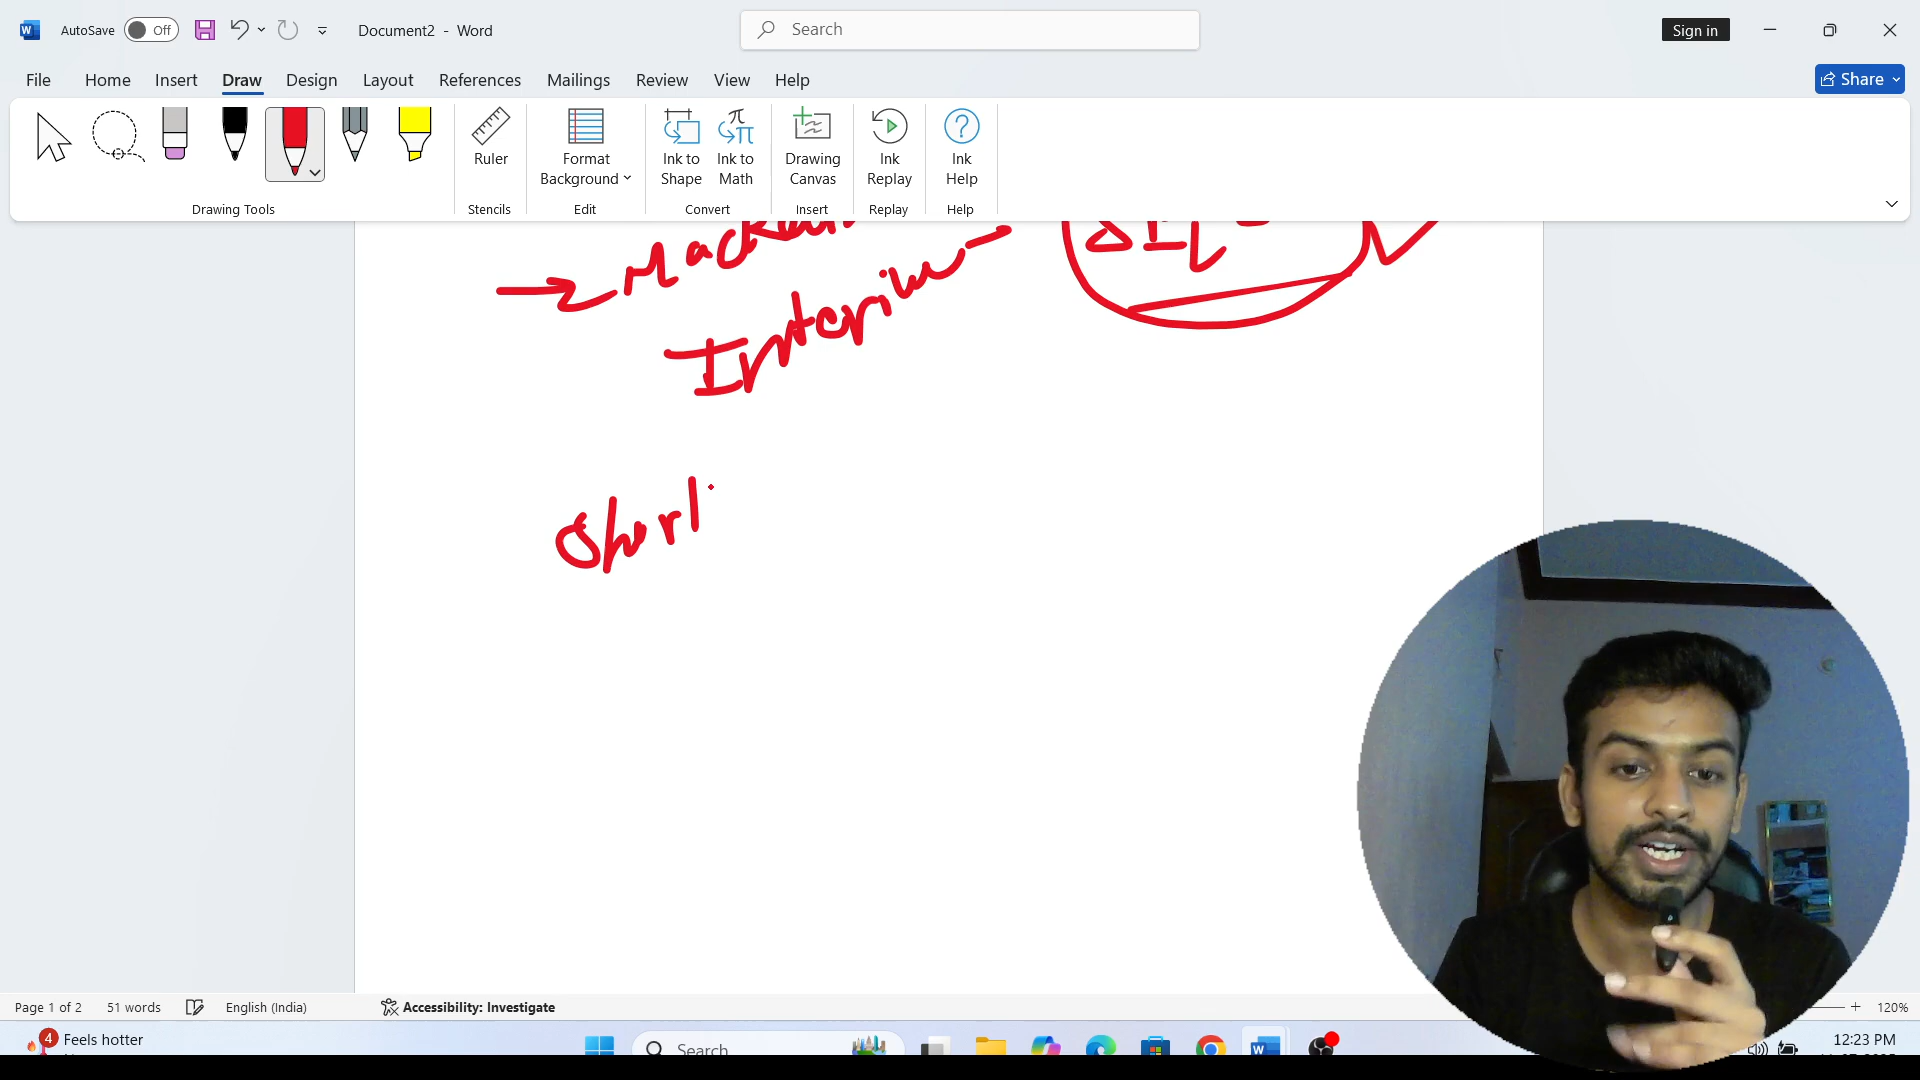 AutoSave Off Document2 - Word Search Sign in
File Home Insert Draw Design Layout References Mailings Review View Help Share
Ruler Format Background Ink to Shape Ink to Math Drawing Canvas Ink Replay Ink Help
Drawing Tools Stencils Edit Convert Insert Replay Help
Interim
Shorl
Page 1 of 2 51 words English (India) Accessibility: Investigate 120%
4 Feels hotter Search 12:23 PM